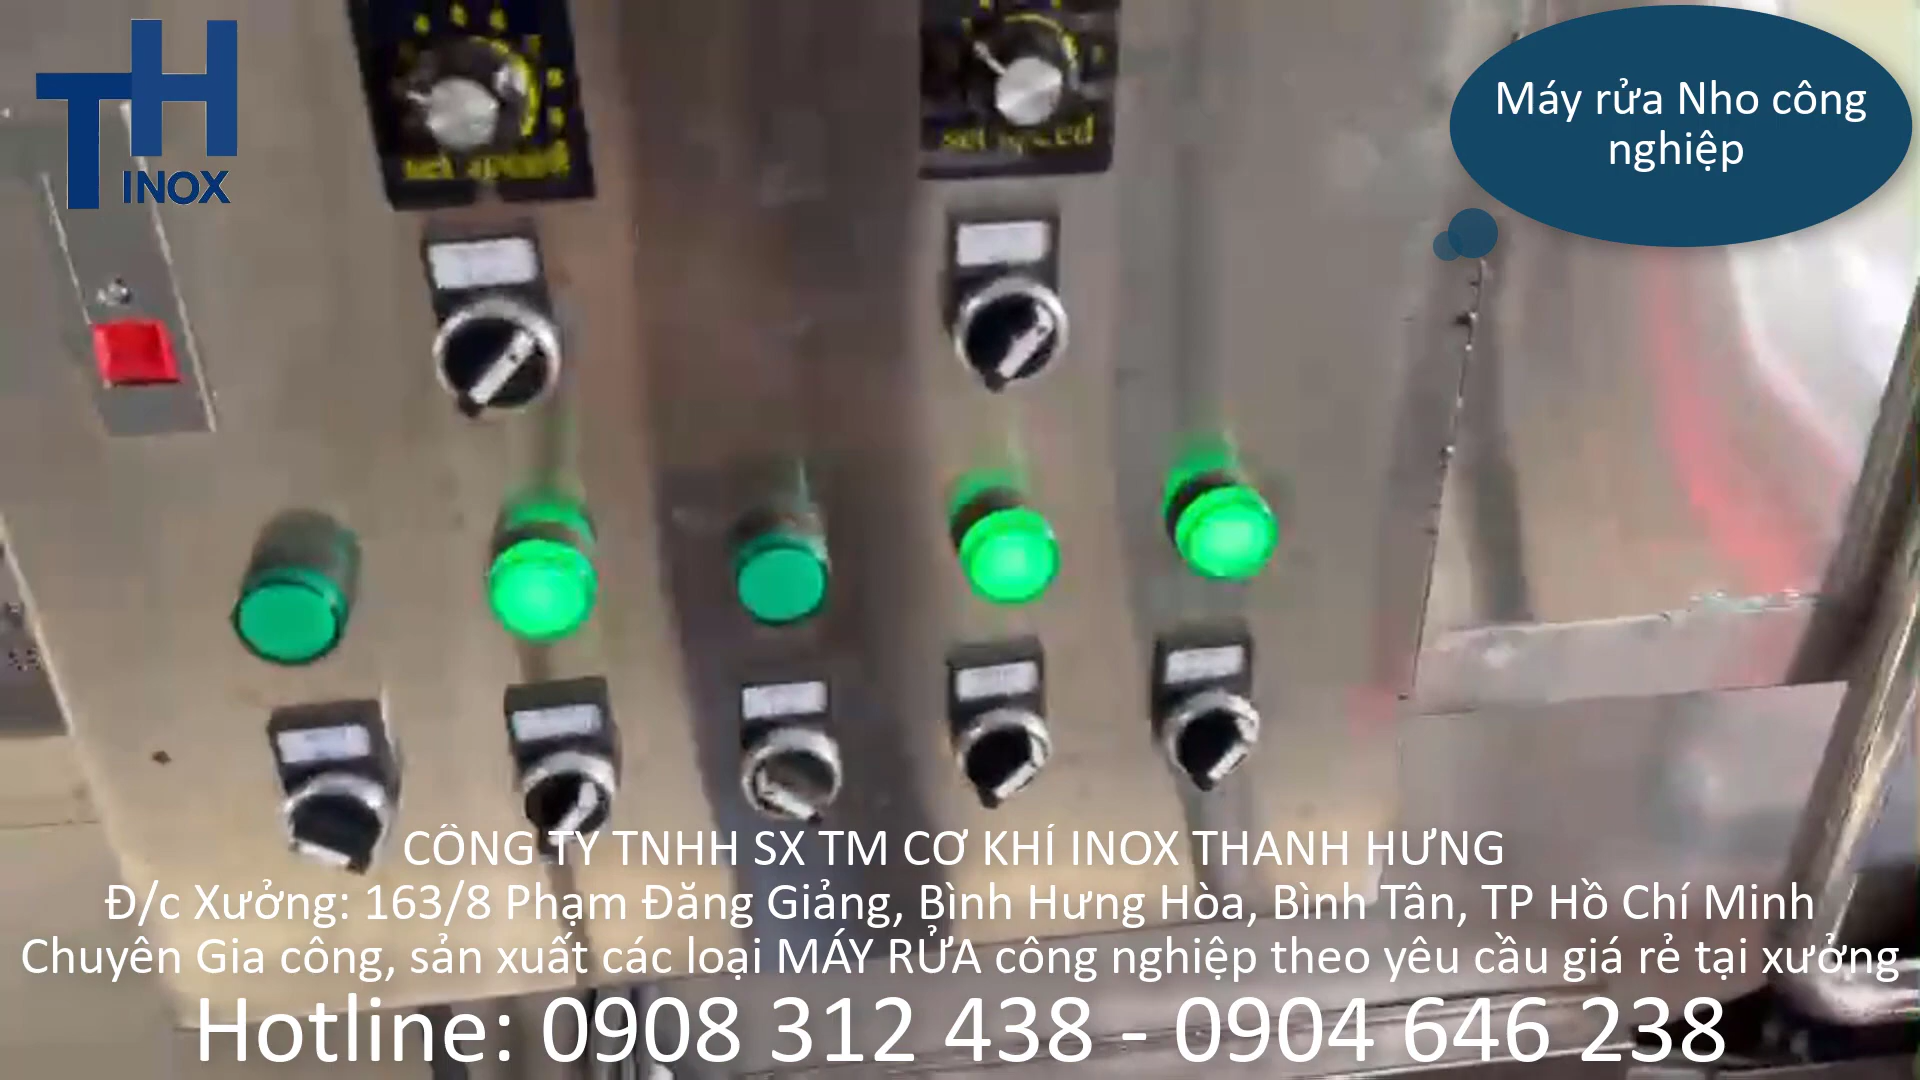 TH
INOX
Máy rửa Nho công
nghiệp
set speed
set speed
CÔNG TY TNHH SX TM CƠ KHÍ INOX THANH HƯNG
Đ/c Xưởng: 163/8 Phạm Đăng Giảng, Bình Hưng Hòa, Bình Tân, TP Hồ Chí Minh
Chuyên Gia công, sản xuất các loại MÁY RỬA công nghiệp theo yêu cầu giá rẻ tại xưởng
Hotline: 0908 312 438 - 0904 646 238